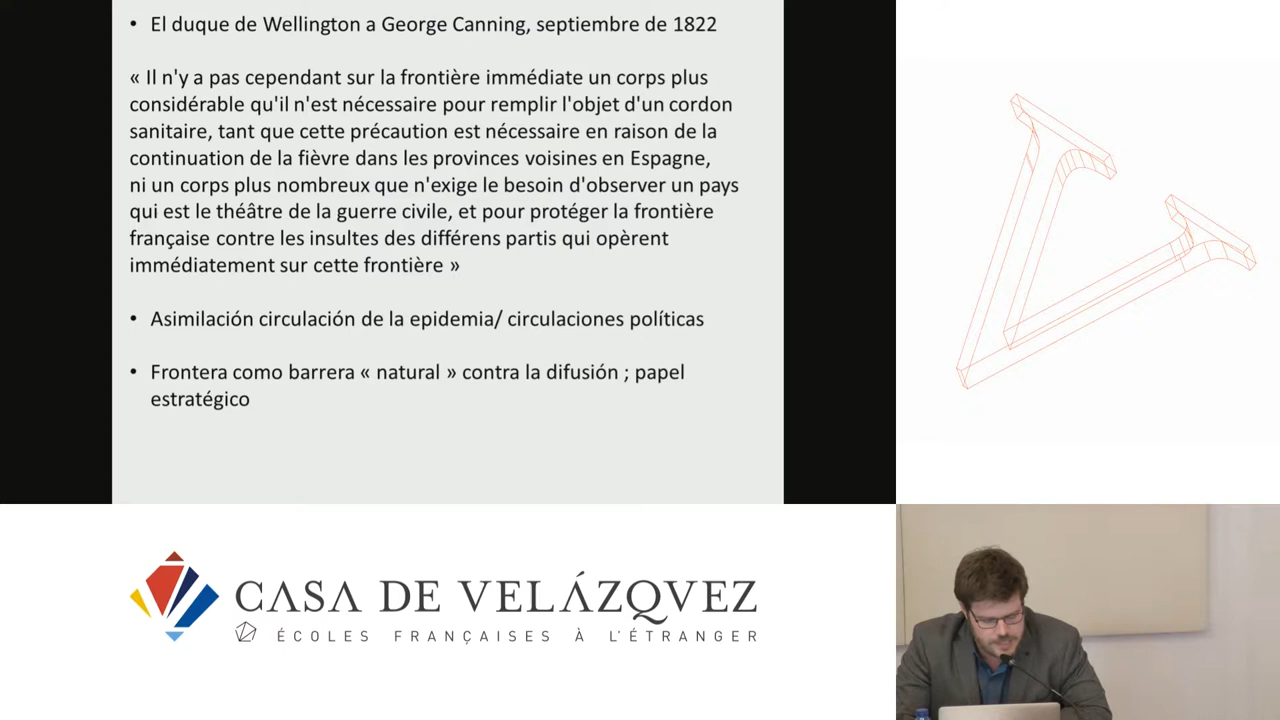 • El duque de Wellington a George Canning, septiembre de 1822
« Il n'y a pas cependant sur la frontière immédiate un corps plus
considérable qu'il n'est nécessaire pour remplir l'objet d'un cordon
sanitaire, tant que cette précaution est nécessaire en raison de la
continuation de la fièvre dans les provinces voisines en Espagne,
ni un corps plus nombreux que n'exige le besoin d'observer un pays
qui est le théâtre de la guerre civile, et pour protéger la frontière
française contre les insultes des différens partis qui opèrent
immédiatement sur cette frontière »
• Asimilación circulación de la epidemia/ circulaciones políticas
• Frontera como barrera « natural » contra la difusión ; papel
estratégico
CASA DE VELÁZQVEZ
ÉCOLES FRANÇAISES À L'ÉTRANGER